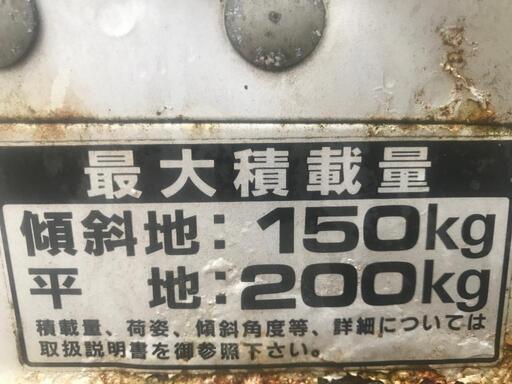 最大積載量
傾斜地:150kg
平地:200kg
積載量、荷姿、傾斜角度等、詳細については
取扱説明書を御参照下さい。